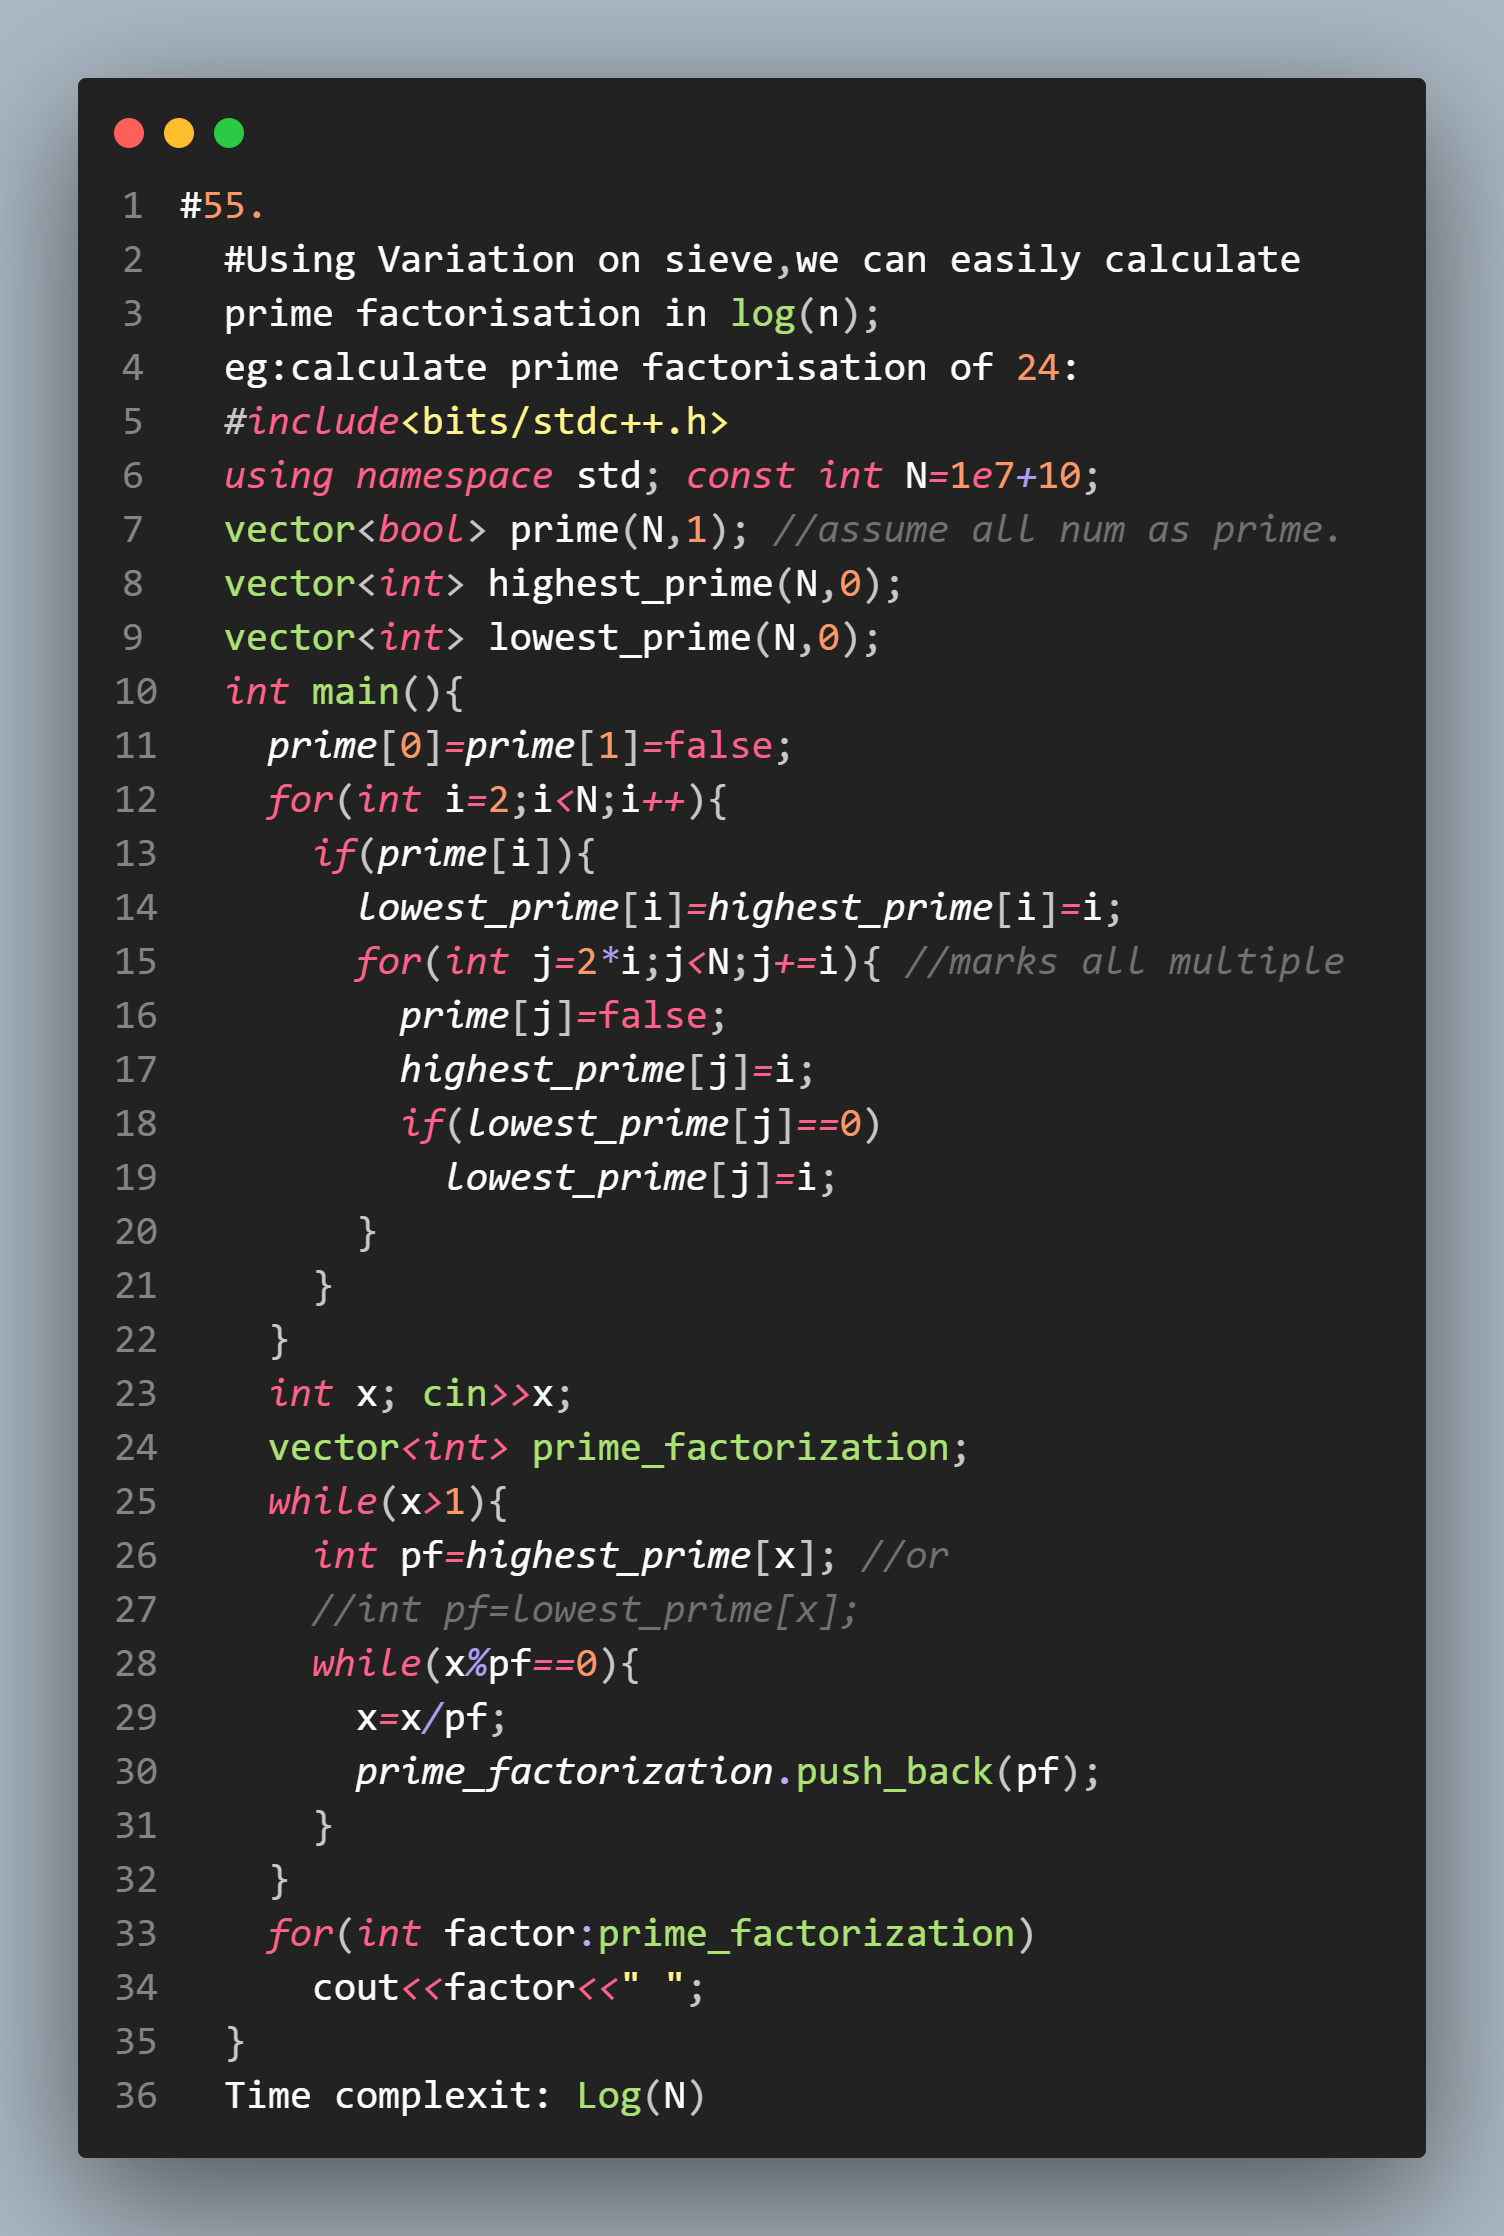 1 #55.
2 #Using Variation on sieve,we can easily calculate
3 prime factorisation in log(n);
4 eg:calculate prime factorisation of 24:
5 #include<bits/stdc++.h>
6 using namespace std; const int N=1e7+10;
7 vector<bool> prime(N,1); //assume all num as prime.
8 vector<int> highest_prime(N,0);
9 vector<int> lowest_prime(N,0);
10 int main(){
11 prime[0]=prime[1]=false;
12 for(int i=2;i<N;i++){
13 if(prime[i]){
14 lowest_prime[i]=highest_prime[i]=i;
15 for(int j=2*i;j<N;j+=i){ //marks all multiple
16 prime[j]=false;
17 highest_prime[j]=i;
18 if(lowest_prime[j]==0)
19 lowest_prime[j]=i;
20 }
21 }
22 }
23 int x; cin>>x;
24 vector<int> prime_factorization;
25 while(x>1){
26 int pf=highest_prime[x]; //or
27 //int pf=lowest_prime[x];
28 while(x%pf==0){
29 x=x/pf;
30 prime_factorization.push_back(pf);
31 }
32 }
33 for(int factor:prime_factorization)
34 cout<<factor<<" ";
35 }
36 Time complexit: Log(N)